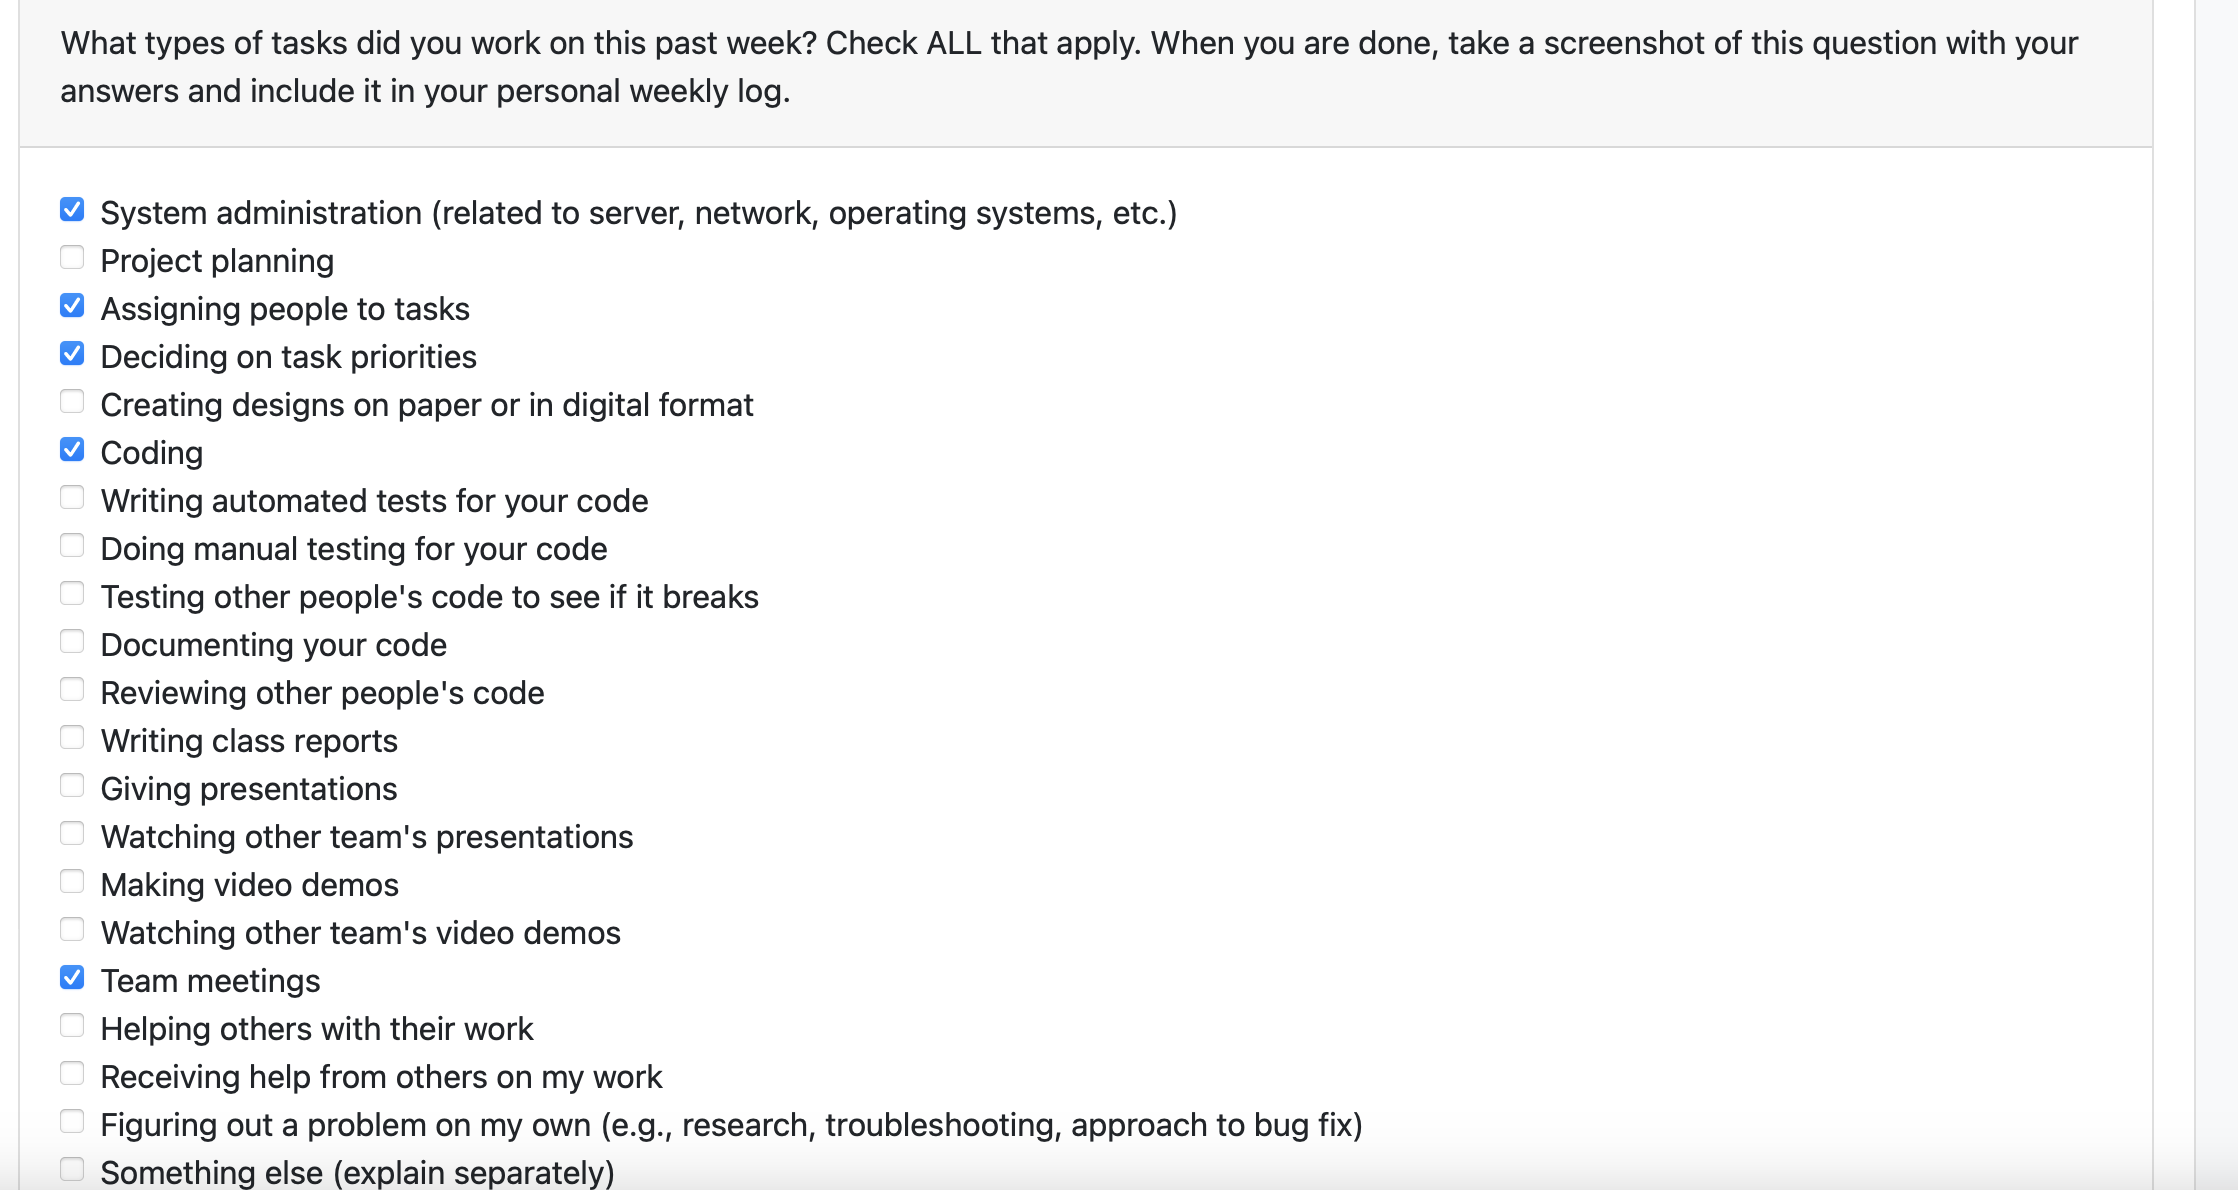 What types of tasks did you work on this past week? Check ALL that apply. When you are done, take a screenshot of this question with your
answers and include it in your personal weekly log.
System administration (related to server, network, operating systems, etc.)
Project planning
Assigning people to tasks
Deciding on task priorities
Creating designs on paper or in digital format
Coding
Writing automated tests for your code
Doing manual testing for your code
Testing other people's code to see if it breaks
Documenting your code
Reviewing other people's code
Writing class reports
Giving presentations
Watching other team's presentations
Making video demos
Watching other team's video demos
Team meetings
Helping others with their work
Receiving help from others on my work
Figuring out a problem on my own (e.g., research, troubleshooting, approach to bug fix)
Something else (explain separately)